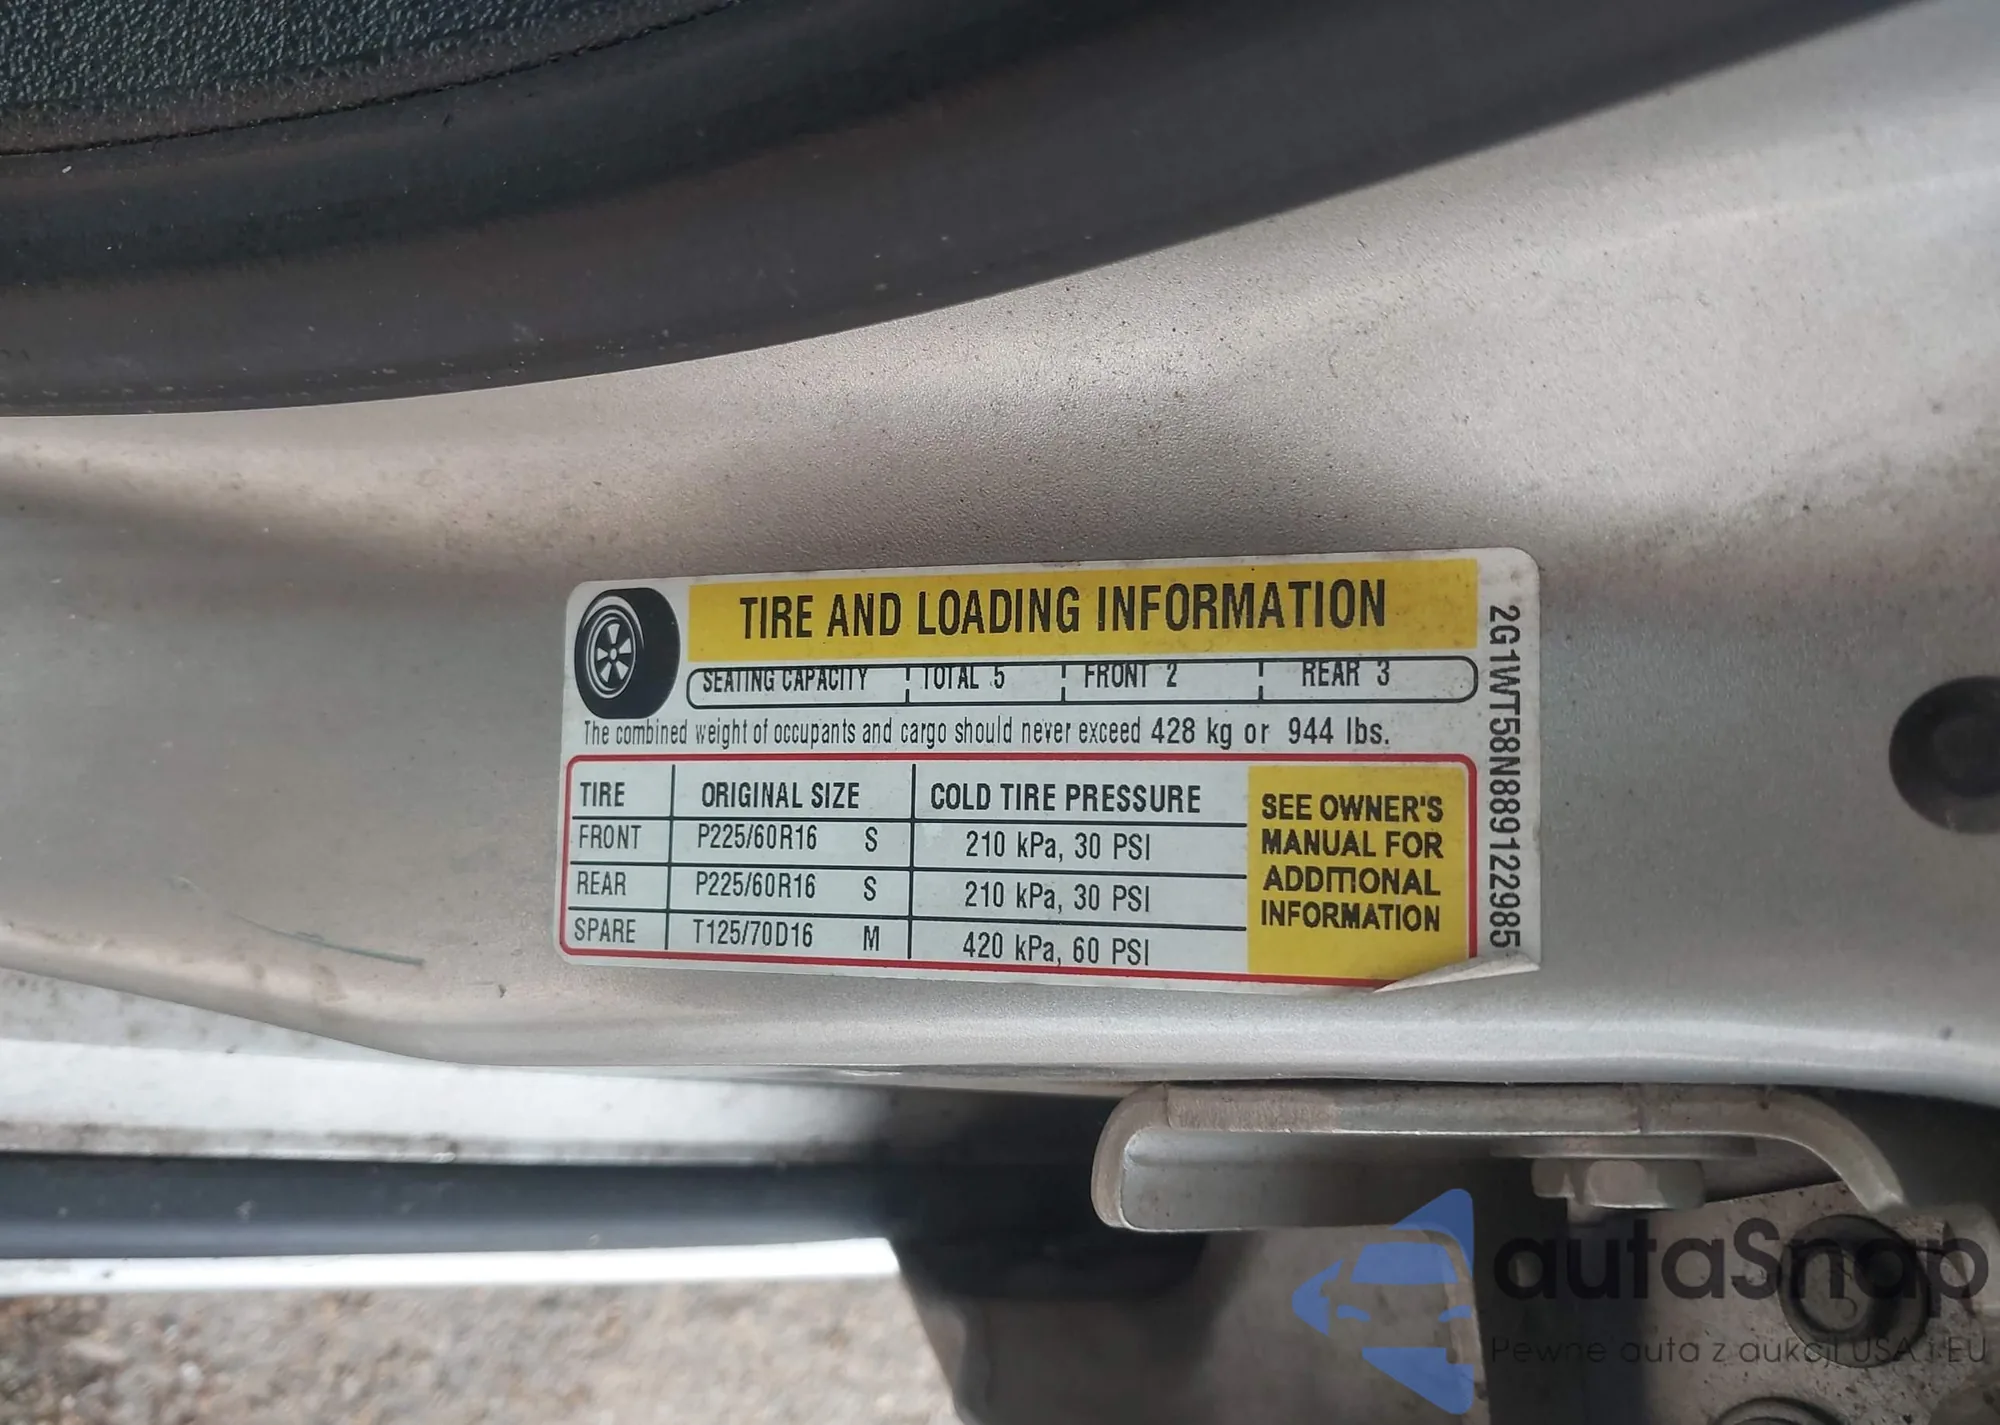 TIRE AND LOADING INFORMATION
SEATING CAPACITY TOTAL 5 FRONT 2 REAR 3
The combined weight of occupants and cargo should never exceed 428 kg or 944 lbs.
TIRE ORIGINAL SIZE COLD TIRE PRESSURE
FRONT P225/60R16 S 210 kPa, 30 PSI
REAR P225/60R16 S 210 kPa, 30 PSI
SPARE T125/70D16 M 420 kPa, 60 PSI
SEE OWNER'S
MANUAL FOR
ADDITIONAL
INFORMATION
2G1WT58N889122985
autaSnap
Pewne auta z aukcji USA i EU